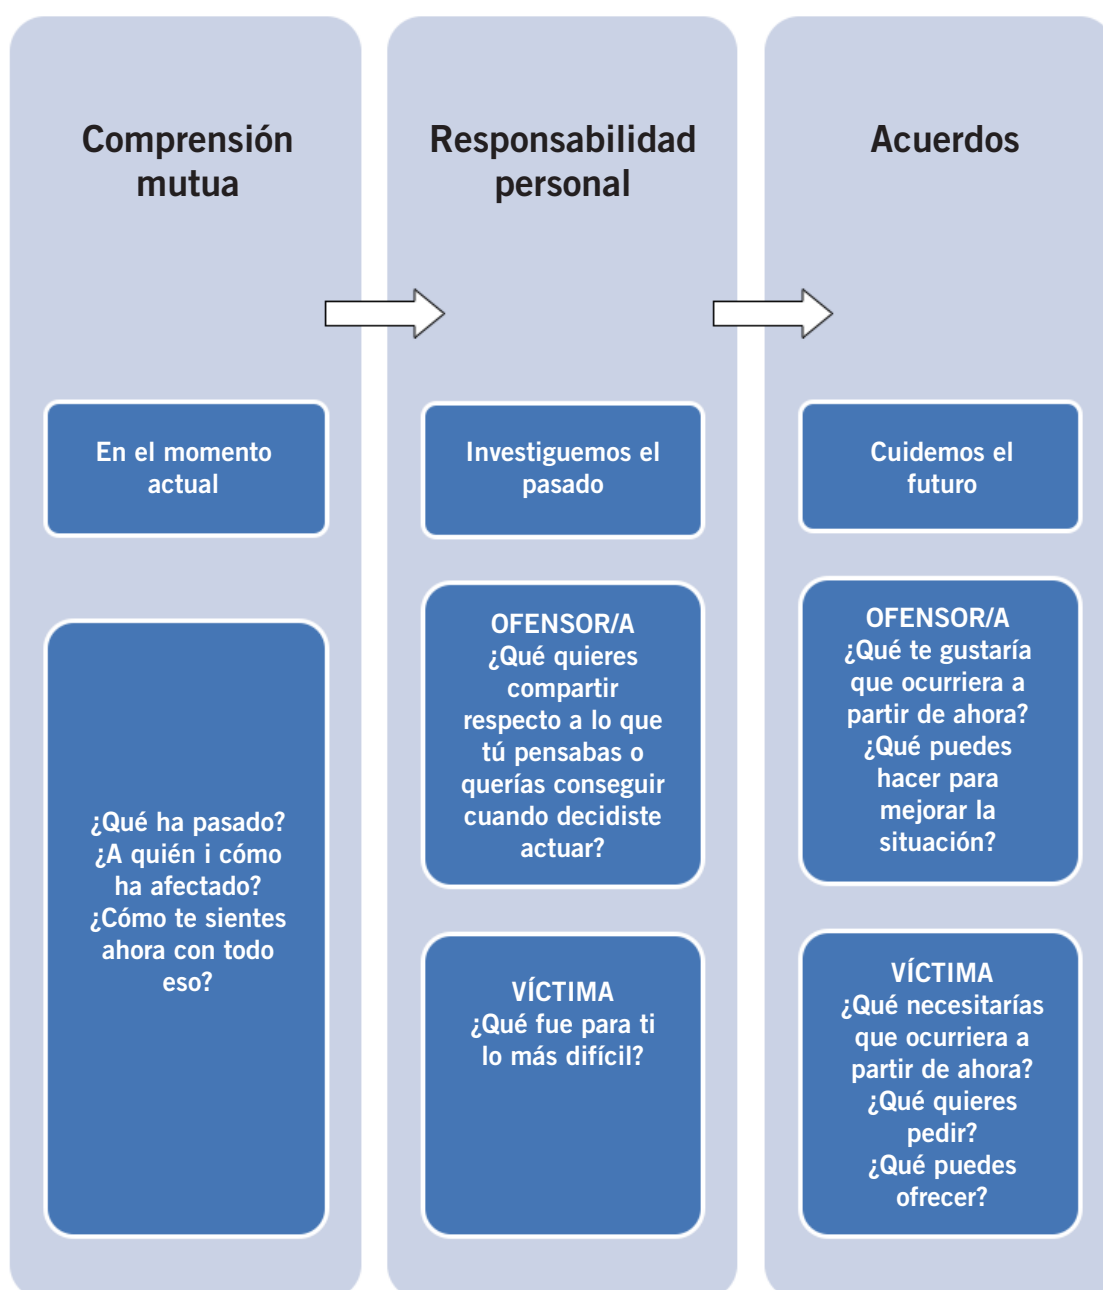 Comprensión
mutua
En el momento
actual
¿Qué ha pasado?
¿A quién i cómo
ha afectado?
¿Cómo te sientes
ahora con todo
eso?
Responsabilidad
personal
Investiguemos el
pasado
OFENSOR/A
¿Qué quieres
compartir
respecto a lo que
tú pensabas o
querías conseguir
cuando decidiste
actuar?
VÍCTIMA
¿Qué fue para ti
lo más difícil?
Acuerdos
Cuidemos el
futuro
OFENSOR/A
¿Qué te gustaría
que ocurriera a
partir de ahora?
¿Qué puedes
hacer para
mejorar la
situación?
VÍCTIMA
¿Qué necesitarías
que ocurriera a
partir de ahora?
¿Qué quieres
pedir?
¿Qué puedes
ofrecer?